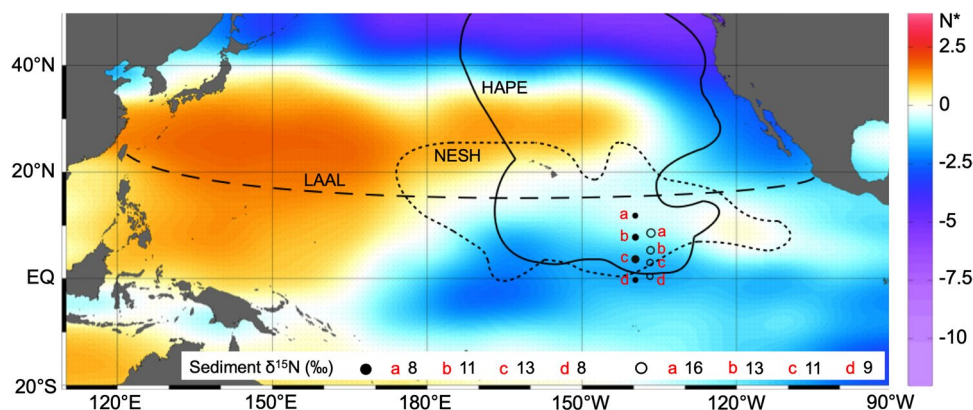 N*
40°N
20°N
EQ
20°S
120°E
150°E
180°W
150°W
120°W
90°W
2.5
0
-2.5
-5
-7.5
-10
HAPE
NESH
LAAL
a
b
c
d
a
b
c
d
Sediment δ¹⁵N (‰) ● a 8 b 11 c 13 d 8 ○ a 16 b 13 c 11 d 9